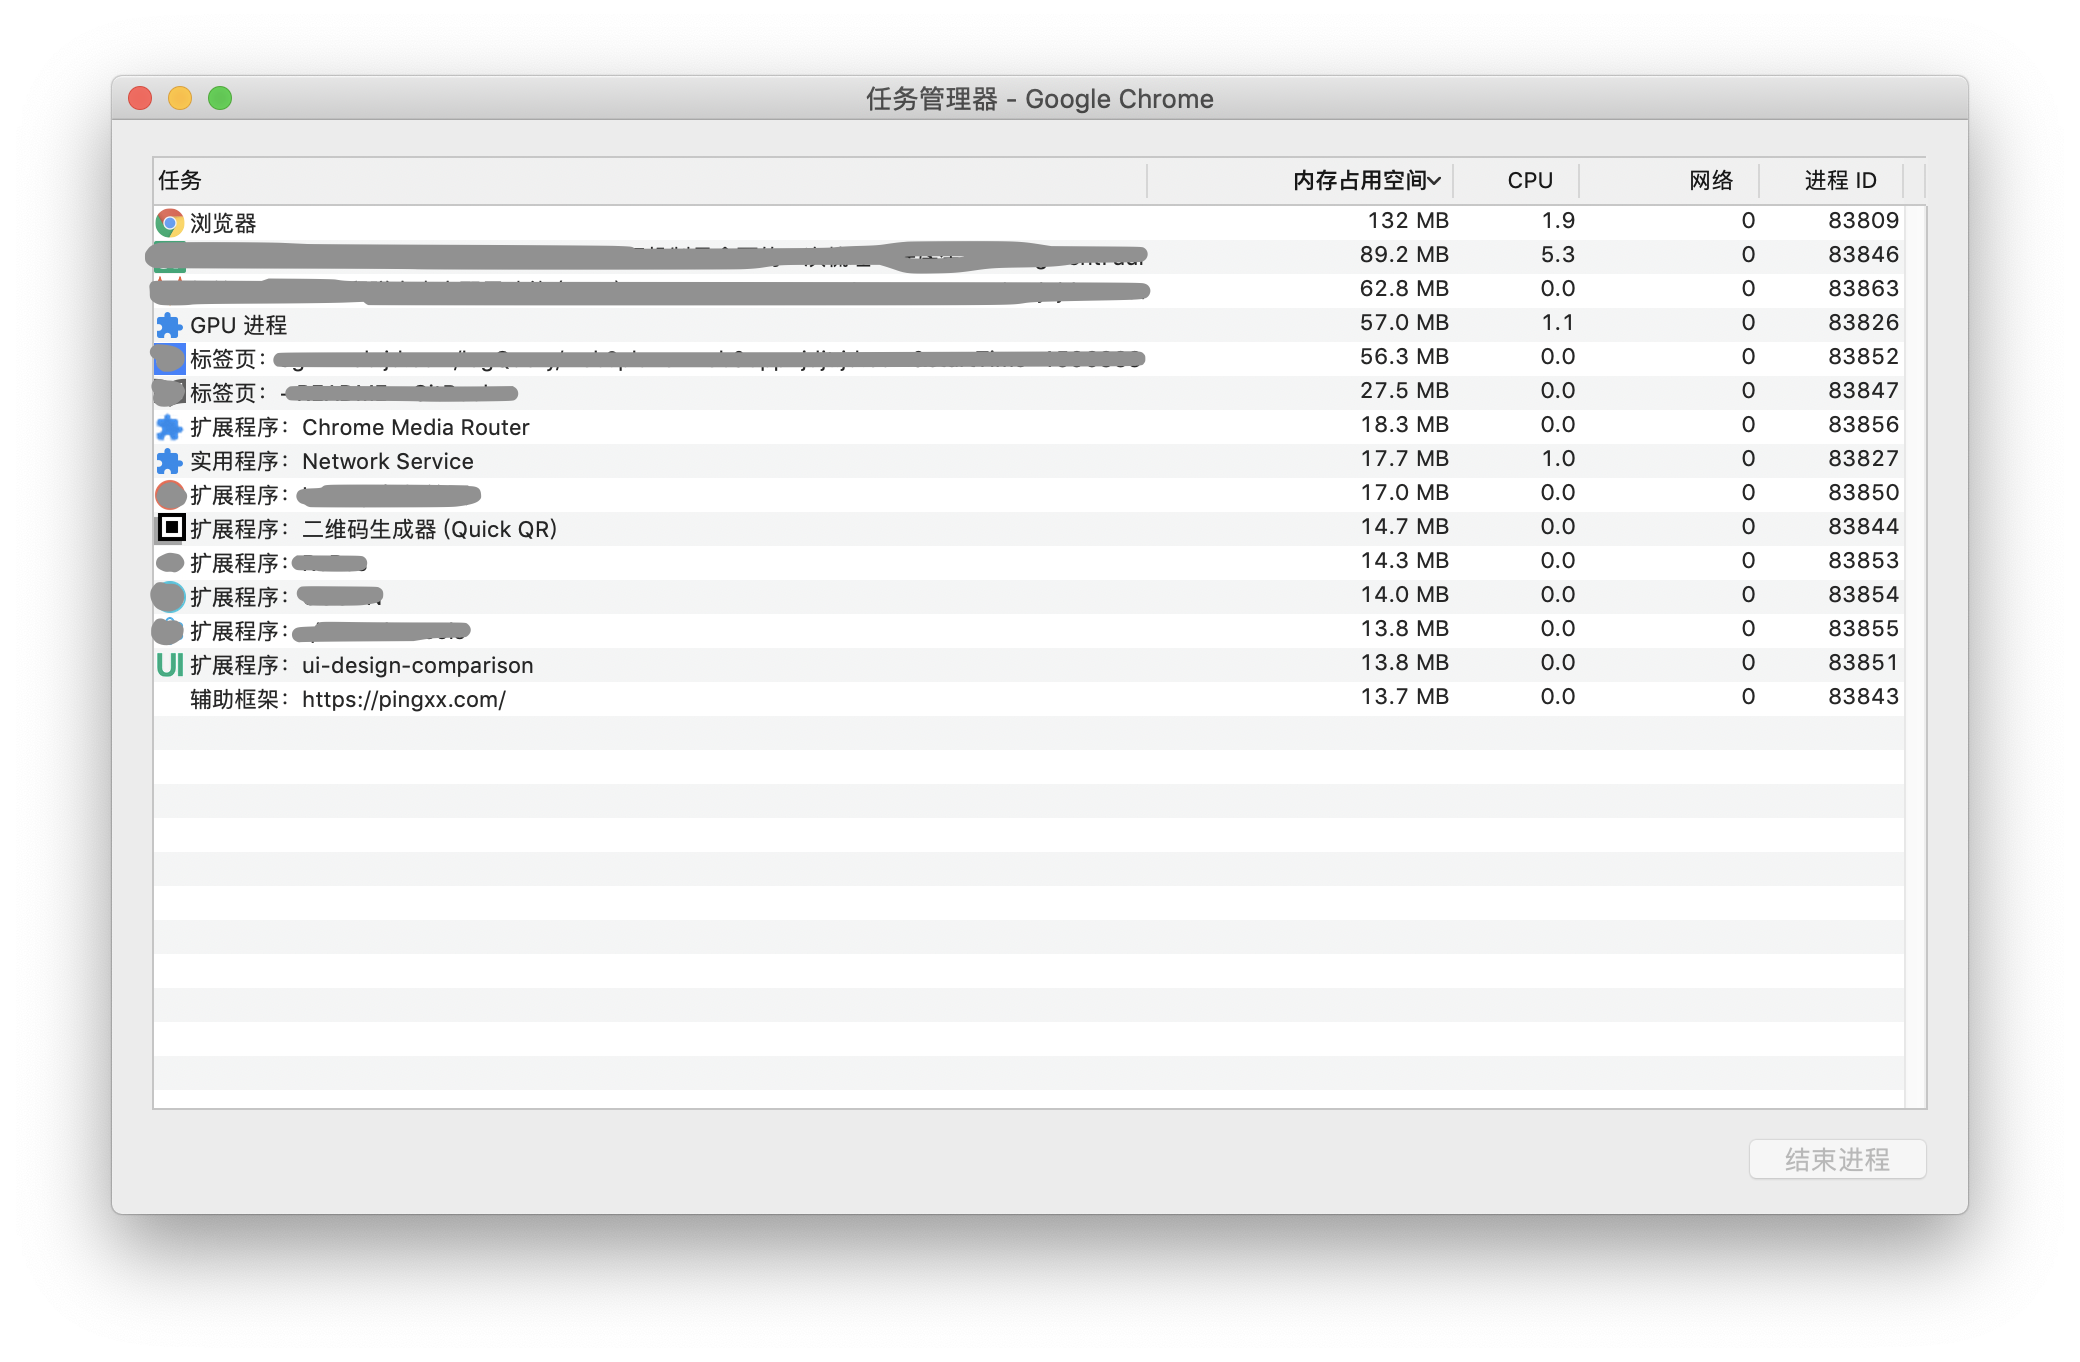 任务管理器 - Google Chrome
任务 内存占用空间 CPU 网络 进程 ID
浏览器 132 MB 1.9 0 83809
89.2 MB 5.3 0 83846
62.8 MB 0.0 0 83863
GPU 进程 57.0 MB 1.1 0 83826
标签页： 56.3 MB 0.0 0 83852
标签页： 27.5 MB 0.0 0 83847
扩展程序： Chrome Media Router 18.3 MB 0.0 0 83856
实用程序： Network Service 17.7 MB 1.0 0 83827
扩展程序： 17.0 MB 0.0 0 83850
扩展程序： 二维码生成器 (Quick QR) 14.7 MB 0.0 0 83844
扩展程序： 14.3 MB 0.0 0 83853
扩展程序： 14.0 MB 0.0 0 83854
扩展程序： 13.8 MB 0.0 0 83855
UI 扩展程序： ui-design-comparison 13.8 MB 0.0 0 83851
辅助框架： https://pingxx.com/ 13.7 MB 0.0 0 83843
结束进程